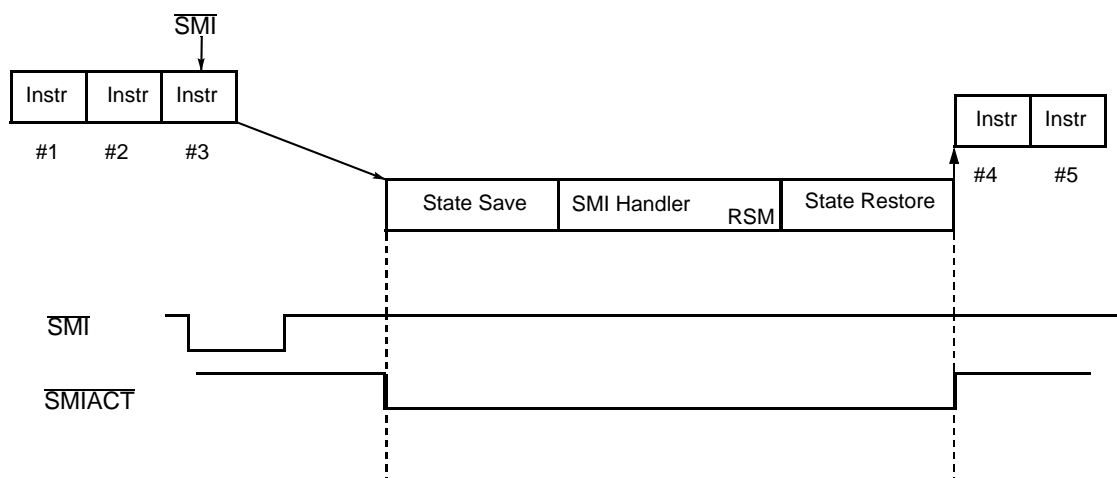 SMI
Instr Instr Instr
#1 #2 #3
Instr Instr
#4 #5
State Save SMI Handler RSM State Restore
SMI
SMIACT